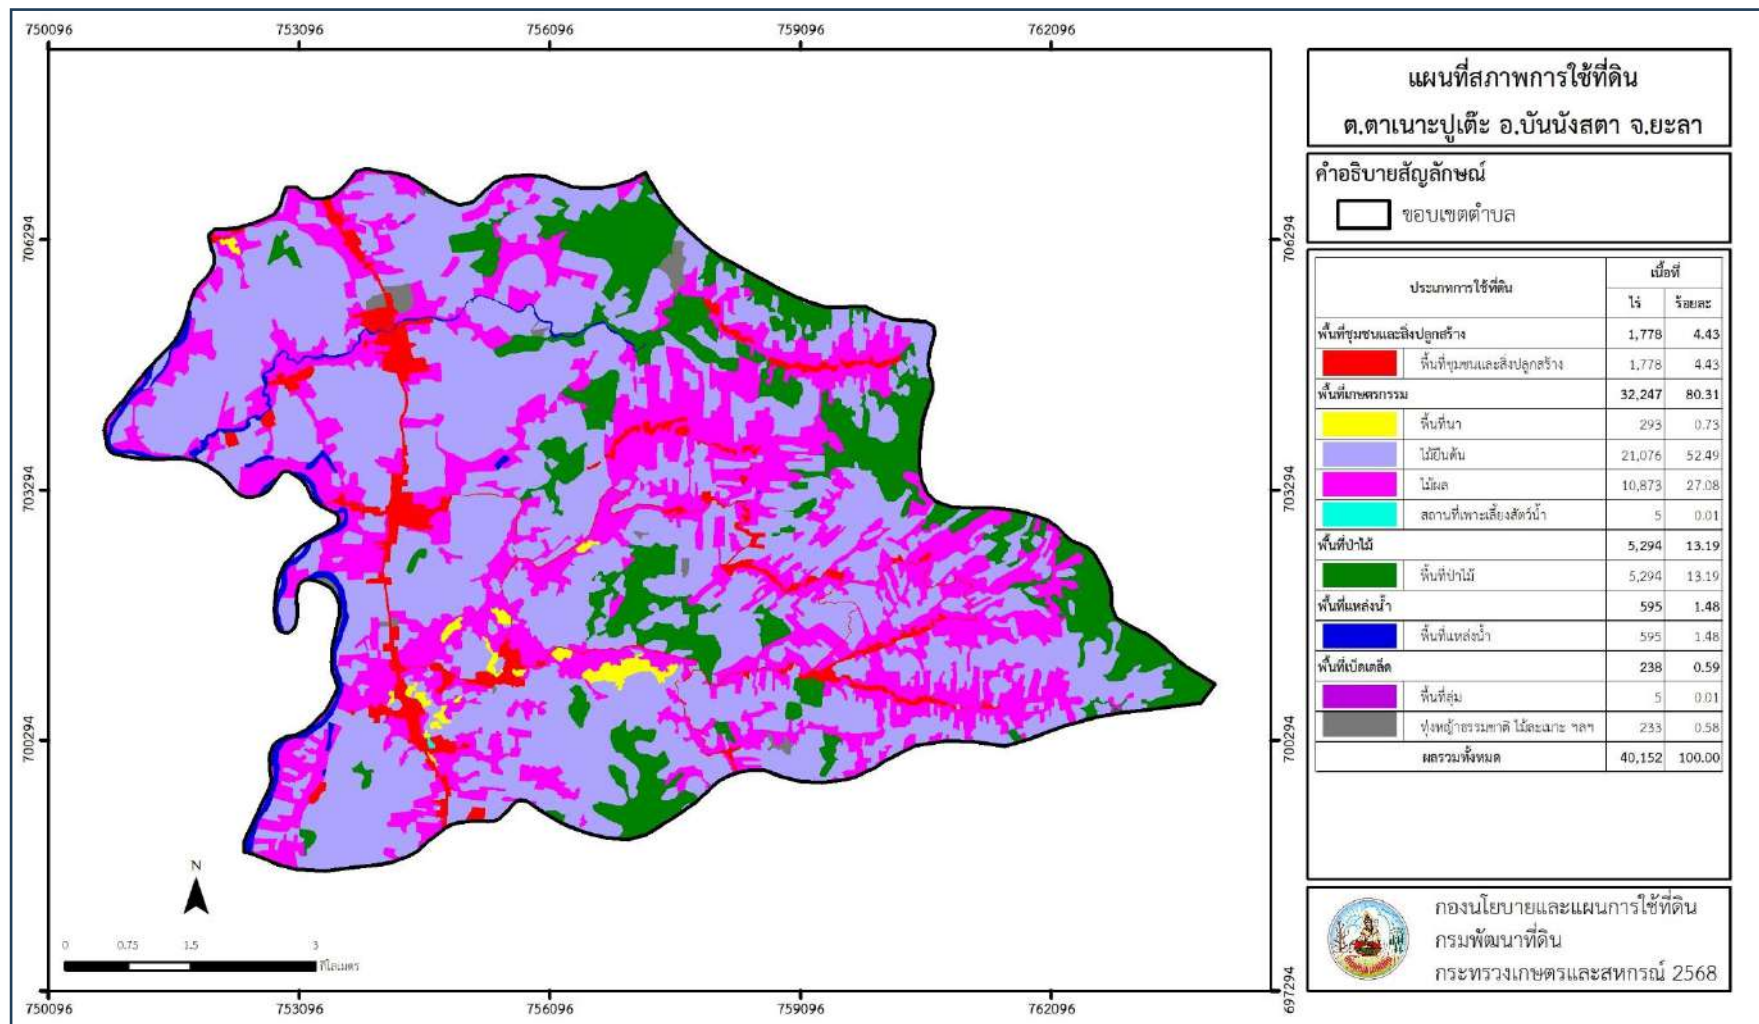 750096 753096 756096 759096 762096
706294 706294
703294 703294
700294 700294
697294
N
0 0.75 1.5 3
กิโลเมตร
750096 753096 756096 759096 762096
แผนที่สภาพการใช้ที่ดิน
ต.ตาเนาะปูเต๊ะ อ.บันนังสตา จ.ยะลา
คำอธิบายสัญลักษณ์
ขอบเขตตำบล
ประเภทการใช้ที่ดิน เนื้อที่
ไร่ ร้อยละ
พื้นที่ชุมชนและสิ่งปลูกสร้าง 1,778 4.43
พื้นที่ชุมชนและสิ่งปลูกสร้าง 1,778 4.43
พื้นที่เกษตรกรรม 32,247 80.31
พื้นที่นา 293 0.73
ไม้ยืนต้น 21,076 52.49
ไม้ผล 10,873 27.08
สถานที่เพาะเลี้ยงสัตว์น้ำ 5 0.01
พื้นที่ป่าไม้ 5,294 13.19
พื้นที่ป่าไม้ 5,294 13.19
พื้นที่แหล่งน้ำ 595 1.48
พื้นที่แหล่งน้ำ 595 1.48
พื้นที่เบ็ดเตล็ด 238 0.59
พื้นที่ลุ่ม 5 0.01
ทุ่งหญ้าธรรมชาติ ไม้ละเมาะ ฯลฯ 233 0.58
ผลรวมทั้งหมด 40,152 100.00
กองนโยบายและแผนการใช้ที่ดิน
กรมพัฒนาที่ดิน
กระทรวงเกษตรและสหกรณ์ 2568